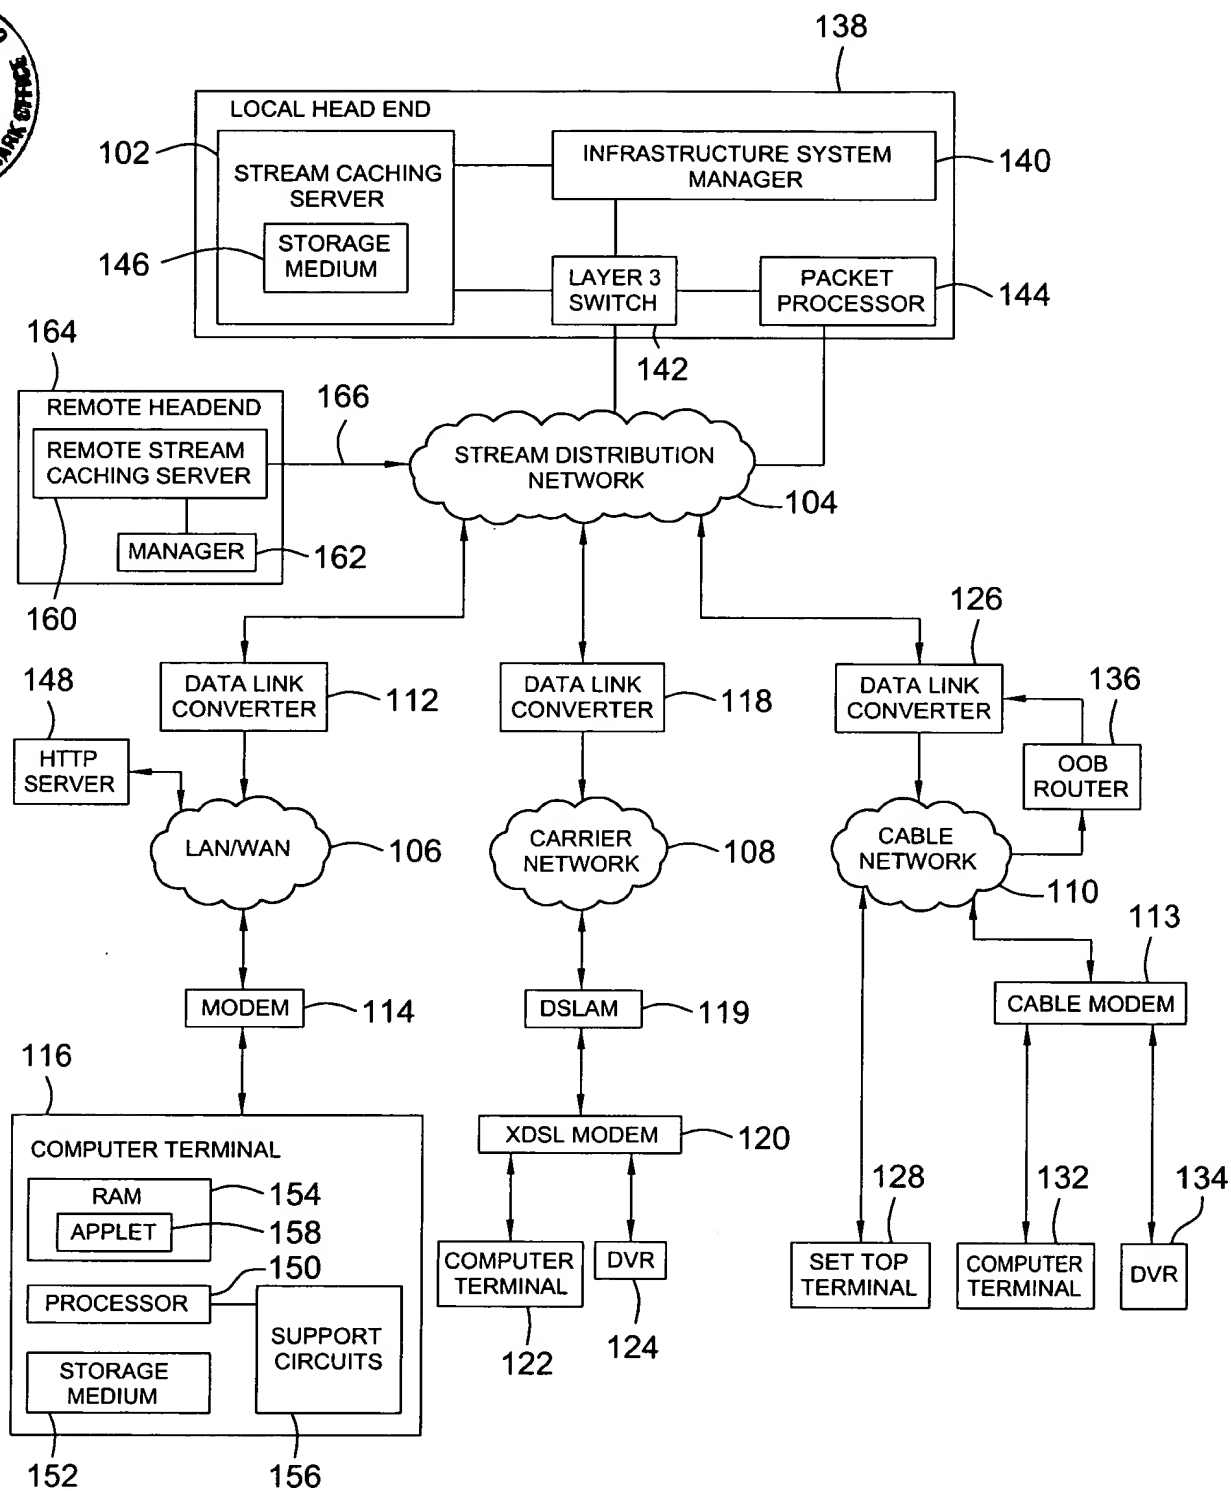 138
LOCAL HEAD END
102
STREAM CACHING
SERVER
INFRASTRUCTURE SYSTEM
MANAGER
140
146
STORAGE
MEDIUM
LAYER 3
SWITCH
PACKET
PROCESSOR
144
142
164
REMOTE HEADEND
REMOTE STREAM
CACHING SERVER
MANAGER
162
160
166
STREAM DISTRIBUTION
NETWORK
104
126
148
DATA LINK
CONVERTER
112
DATA LINK
CONVERTER
118
DATA LINK
CONVERTER
136
HTTP
SERVER
OOB
ROUTER
LAN/WAN
106
CARRIER
NETWORK
108
CABLE
NETWORK
110
113
MODEM
114
DSLAM
119
CABLE MODEM
116
COMPUTER TERMINAL
RAM
154
APPLET
158
PROCESSOR
150
SUPPORT
CIRCUITS
STORAGE
MEDIUM
152
156
XDSL MODEM
120
COMPUTER
TERMINAL
122
DVR
124
128
SET TOP
TERMINAL
132
COMPUTER
TERMINAL
134
DVR
ARK OFFICE